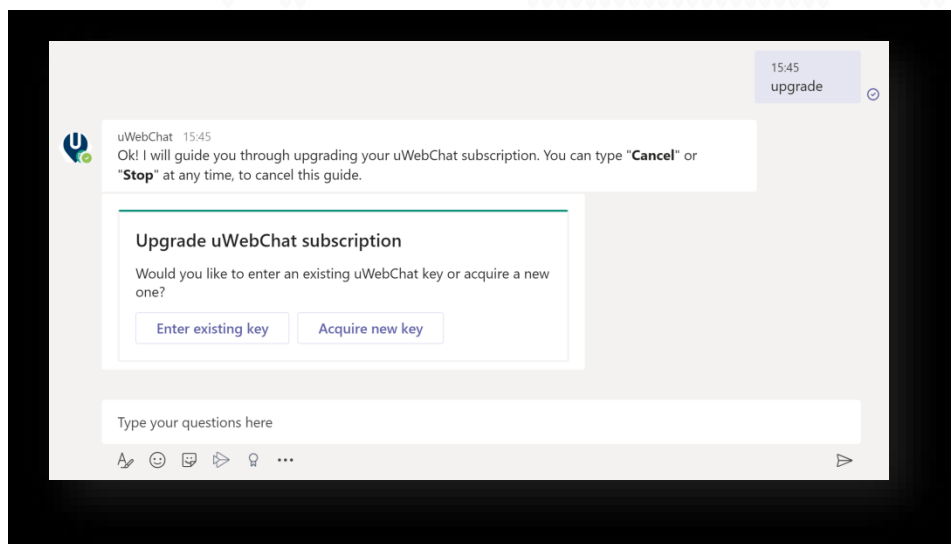 15:45
upgrade
uWebChat 15:45
Ok! I will guide you through upgrading your uWebChat subscription. You can type "Cancel" or
"Stop" at any time, to cancel this guide.
Upgrade uWebChat subscription
Would you like to enter an existing uWebChat key or acquire a new
one?
Enter existing key Acquire new key
Type your questions here